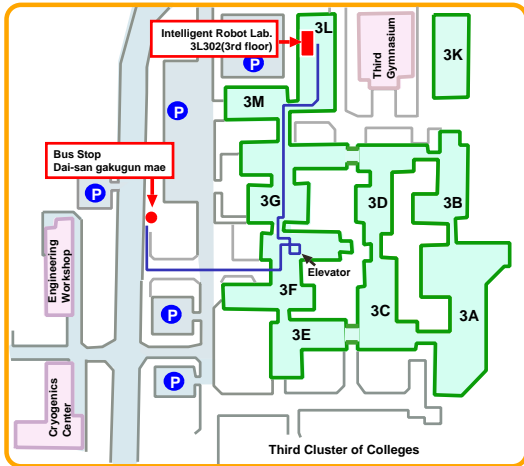 Intelligent Robot Lab.
3L302(3rd floor)
3L
Third
Gymnasium
3K
P
3M
P
Bus Stop
Dai-san gakugun mae
P
3G
3D
3B
Engineering
Workshop
Elevator
3F
P
3C
3A
3E
P
Cryogenics
Center
Third Cluster of Colleges